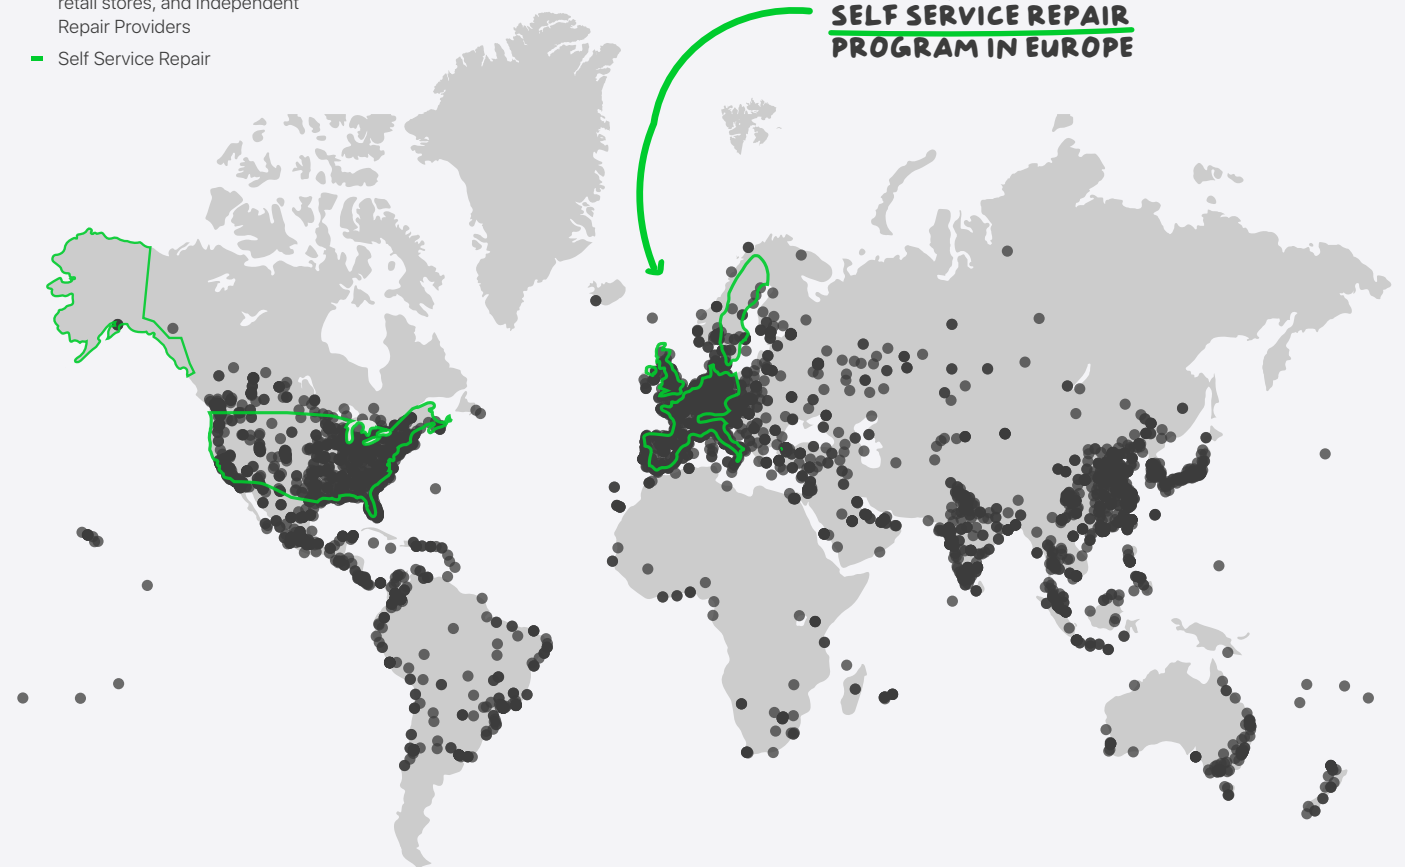 retail stores, and Independent
Repair Providers
Self Service Repair
SELF SERVICE REPAIR
PROGRAM IN EUROPE